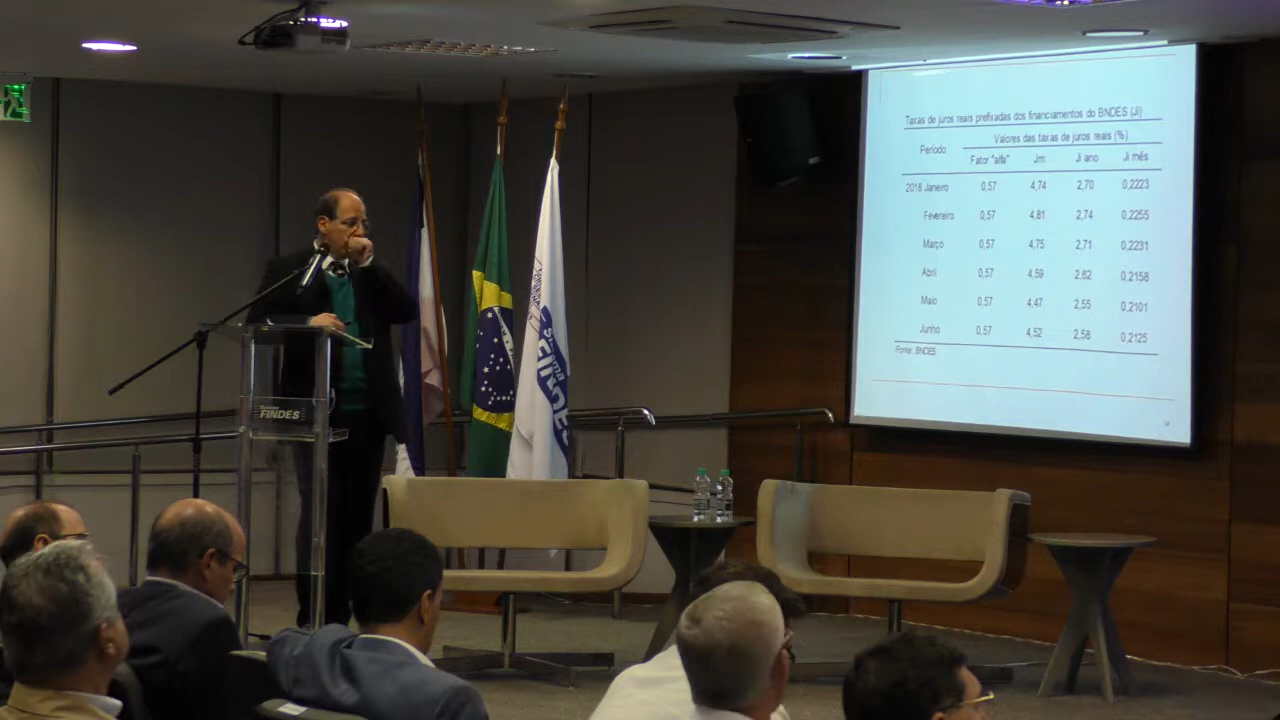 Taxas de juros reais prefixadas dos financiamentos do BNDES (Ji)
Período Valores das taxas de juros reais (%)
Fator "alfa" Jm Ji ano Ji mês
2018 Janeiro 0,57 4,74 2,70 0,2223
Fevereiro 0,57 4,81 2,74 0,2255
Março 0,57 4,75 2,71 0,2231
Abril 0,57 4,59 2,62 0,2158
Maio 0,57 4,47 2,55 0,2101
Junho 0,57 4,52 2,58 0,2125
Fonte: BNDES
FINDES
FINDES